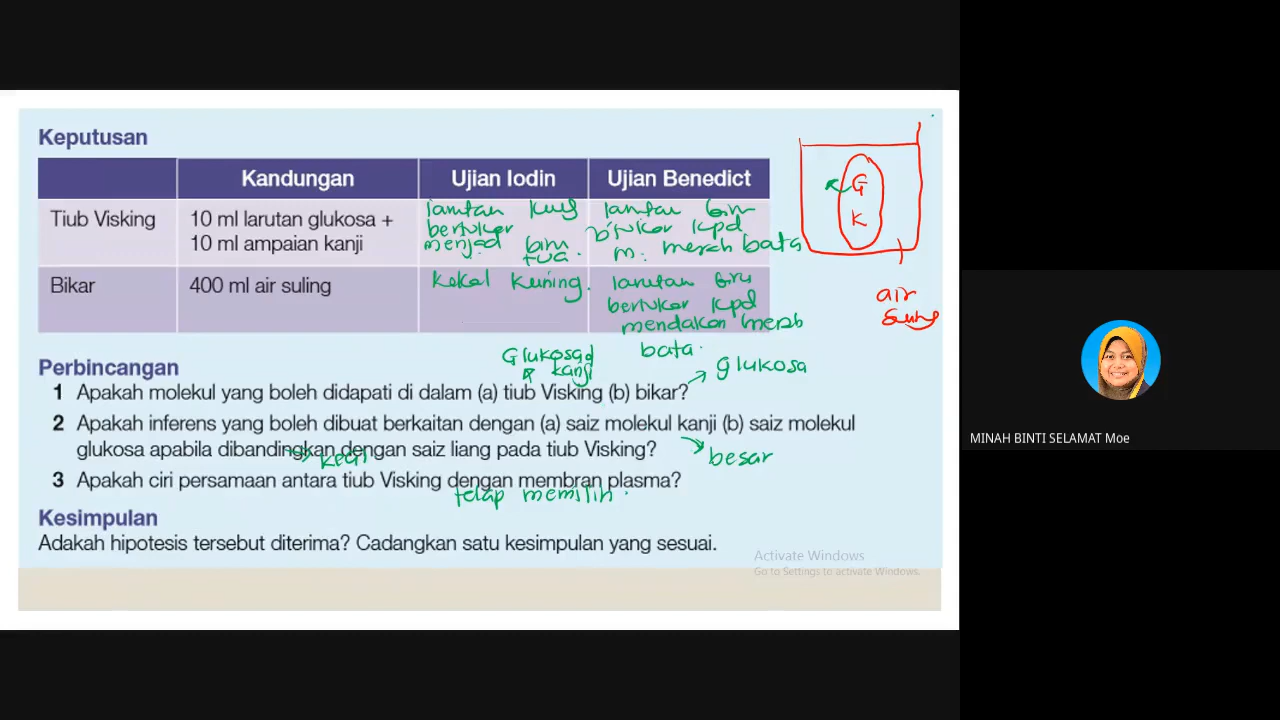 Keputusan
Kandungan Ujian Iodin Ujian Benedict
Tiub Visking 10 ml larutan glukosa + 10 ml ampaian kanji
larutan
bertukar
menjadi
tua.
larutan biru
bertukar kpd
m. merah bata
Bikar 400 ml air suling
kekal kuning.
larutan biru
bertukar kpd
mendakan merah
bata.
G
K
air
suling
Perbincangan
Glukosa
kanji
glukosa
1 Apakah molekul yang boleh didapati di dalam (a) tiub Visking (b) bikar?
2 Apakah inferens yang boleh dibuat berkaitan dengan (a) saiz molekul kanji (b) saiz molekul
glukosa apabila dibandingkan dengan saiz liang pada tiub Visking?
kecil
besar
3 Apakah ciri persamaan antara tiub Visking dengan membran plasma?
telap memilih.
Kesimpulan
Adakah hipotesis tersebut diterima? Cadangkan satu kesimpulan yang sesuai.
Activate Windows
Go to Settings to activate Windows.
MINAH BINTI SELAMAT Moe